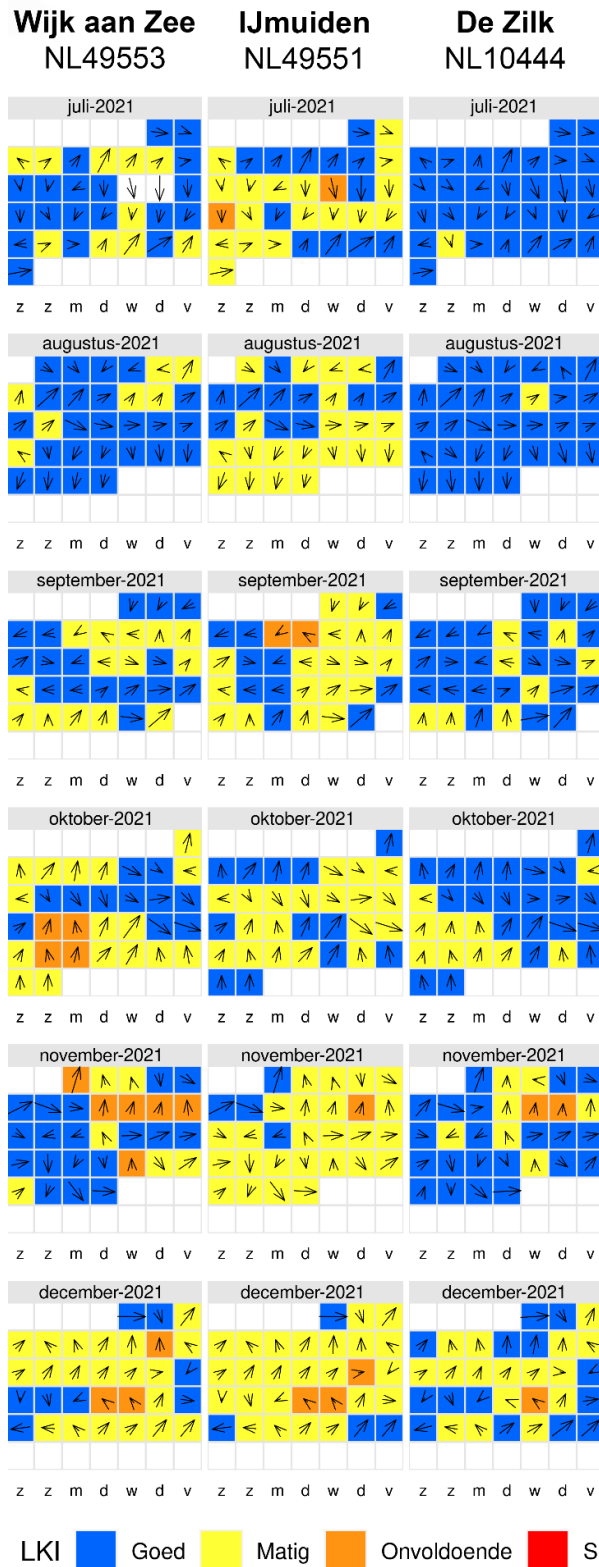 Wijk aan Zee IJmuiden De Zilk
NL49553 NL49551 NL10444
juli-2021 juli-2021 juli-2021
z z m d w d v z z m d w d v z z m d w d v
augustus-2021 augustus-2021 augustus-2021
z z m d w d v z z m d w d v z z m d w d v
september-2021 september-2021 september-2021
z z m d w d v z z m d w d v z z m d w d v
oktober-2021 oktober-2021 oktober-2021
z z m d w d v z z m d w d v z z m d w d v
november-2021 november-2021 november-2021
z z m d w d v z z m d w d v z z m d w d v
december-2021 december-2021 december-2021
z z m d w d v z z m d w d v z z m d w d v
LKI Goed Matig Onvoldoende S